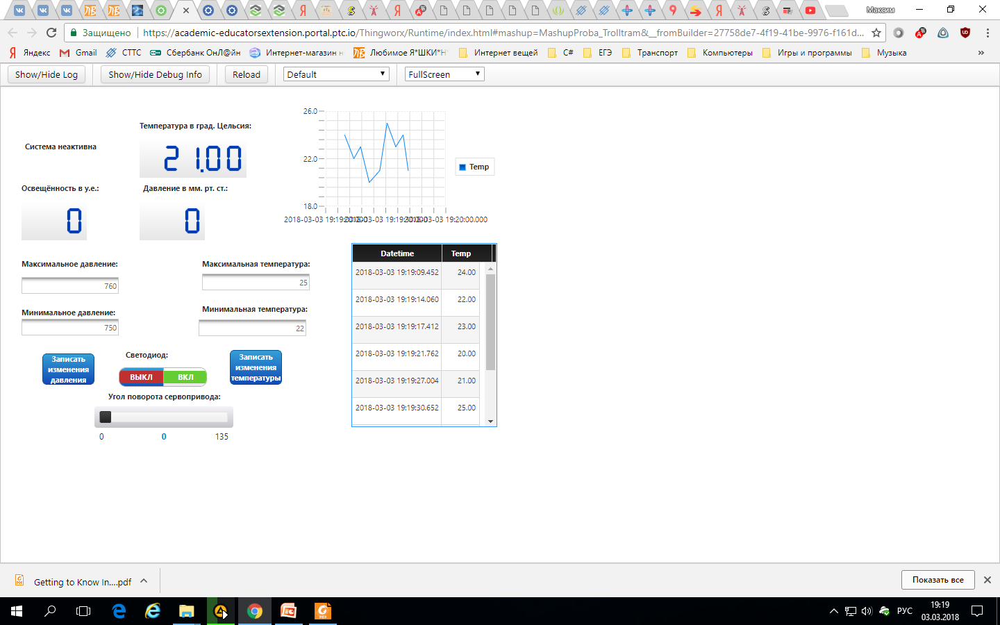 Максим
Защищено
https://academic-educatorsextension.portal.ptc.io/Thingworx/Runtime/index.html#mashup=MashupProba_Trolltram&__fromBuilder=27758de7-4f19-41be-9976-f161d...
Яндекс Gmail СТТС Сбербанк ОнЛ@йн Интернет-магазин н Любимое Я*ШКИ*Н Интернет вещей C# ЕГЭ Транспорт Компьютеры Игры и программы Музыка »
Show/Hide Log Show/Hide Debug Info Reload Default FullScreen
Температура в град. Цельсия:
Система неактивна
21.00
Освещённость в у.е.: Давление в мм. рт. ст.:
0 0
26.0
22.0
18.0
Temp
2018-03-03 19:19:00.000 2018-03-03 19:19:30.000 2018-03-03 19:20:00.000
Максимальное давление: Максимальная температура:
760 25
Минимальное давление: Минимальная температура:
750 22
Записать изменения давления
Светодиод:
ВЫКЛ ВКЛ
Записать изменения температуры
Угол поворота сервопривода:
0 0 135
Datetime Temp
2018-03-03 19:19:09.452 24.00
2018-03-03 19:19:14.060 22.00
2018-03-03 19:19:17.412 23.00
2018-03-03 19:19:21.762 20.00
2018-03-03 19:19:27.004 21.00
2018-03-03 19:19:30.652 25.00
Getting to Know In....pdf
Показать все
РУС
19:19
03.03.2018